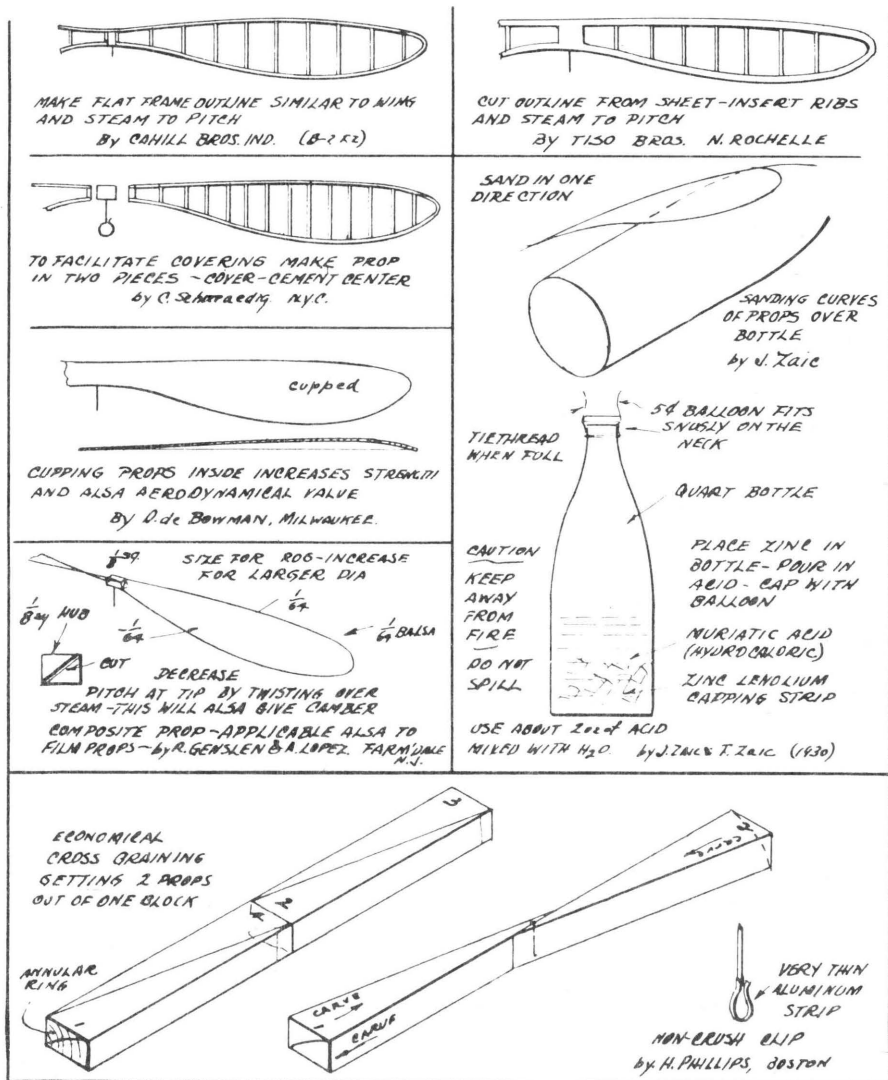 MAKE FLAT FRAME OUTLINE SIMILAR TO WING
AND STEAM TO PITCH
By CAHILL BROS. IND.
CUT OUTLINE FROM SHEET-INSERT RIBS
AND STEAM TO PITCH
BY TISO BROS. N. ROCHELLE
TO FACILITATE COVERING MAKE PROP
IN TWO PIECES - COVER-CEMENT CENTER
by C. N.Y.C.
SAND IN ONE
DIRECTION
SANDING CURVES
OF PROPS OVER
BOTTLE
by J. Zaic
cupped
CUPPING PROPS INSIDE INCREASES STRENGTH
AND ALSA AERODYNAMICAL VALUE
By D. de BOWMAN, MILWAUKEE.
5¢ BALLOON FITS
SNUGLY ON THE
NECK
TIE THREAD
WHEN FULL
QUART BOTTLE
CAUTION
KEEP
AWAY
FROM
FIRE
DO NOT
SPILL
PLACE ZINC IN
BOTTLE- POUR IN
ACID - CAP WITH
BALLOON
MURIATIC ACID
(HYDROCALORIC)
ZINC LENOLIUM
CAPPING STRIP
USE ABOUT 2 oz of ACID
MIXED WITH H2O. by J. ZAIC & T. ZAIC (1930)
1/8 sq.
SIZE FOR ROG-INCREASE
FOR LARGER DIA
1/64
1/64
1/64 BALSA
1/8 sq HUB
CUT
DECREASE
PITCH AT TIP BY TWISTING OVER
STEAM -THIS WILL ALSA GIVE CAMBER
COMPOSITE PROP-APPLICABLE ALSA TO
FILM PROPS- by R. GENSLEN & A. LOPEZ. FARM'DALE
N.J.
ECONOMICAL
CROSS GRAINING
GETTING 2 PROPS
OUT OF ONE BLOCK
3
2
4
ANNULAR
RING
1
CARVE
CARVE
1
CARVE
VERY THIN
ALUMINUM
STRIP
NON-CRUSH CLIP
by. H. PHILLIPS, BOSTON